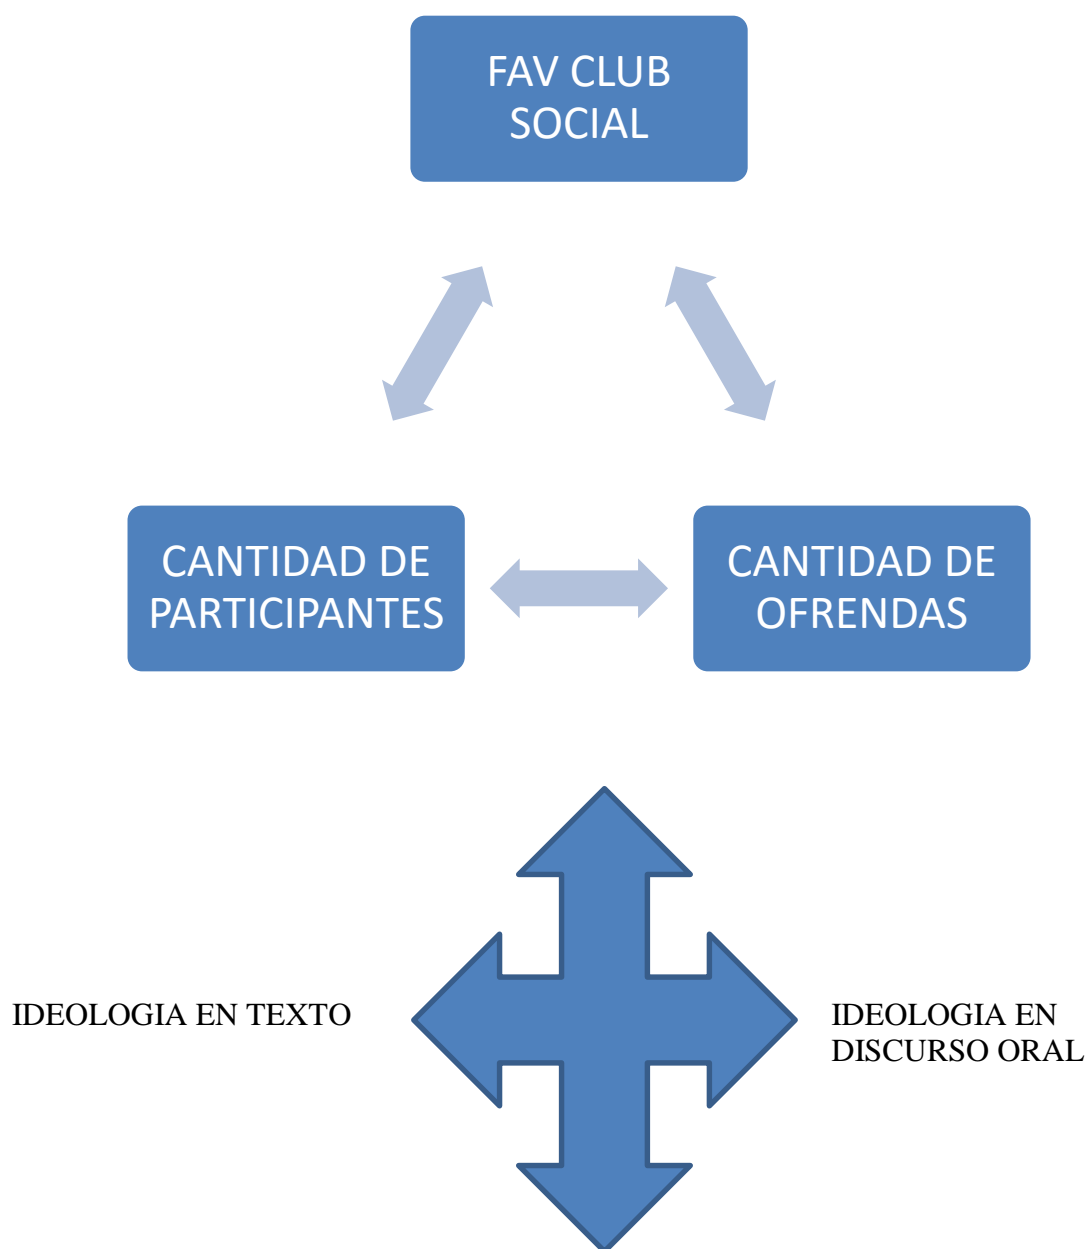 FAV CLUB
SOCIAL
CANTIDAD DE
PARTICIPANTES
CANTIDAD DE
OFRENDAS
IDEOLOGIA EN TEXTO
IDEOLOGIA EN
DISCURSO ORAL